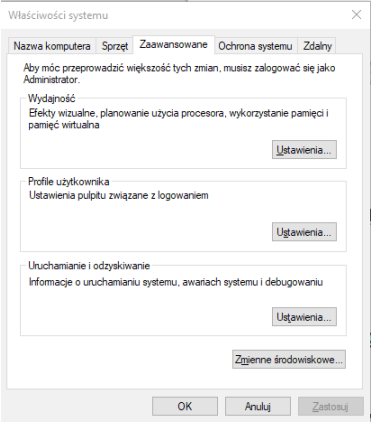 Właściwości systemu
Nazwa komputera Sprzęt Zaawansowane Ochrona systemu Zdalny
Aby móc przeprowadzić większość tych zmian, musisz zalogować się jako
Administrator.
Wydajność
Efekty wizualne, planowanie użycia procesora, wykorzystanie pamięci i
pamięć wirtualna
Ustawienia...
Profile użytkownika
Ustawienia pulpitu związane z logowaniem
Ustawienia...
Uruchamianie i odzyskiwanie
Informacje o uruchamianiu systemu, awariach systemu i debugowaniu
Ustawienia...
Zmienne środowiskowe...
OK Anuluj Zastosuj